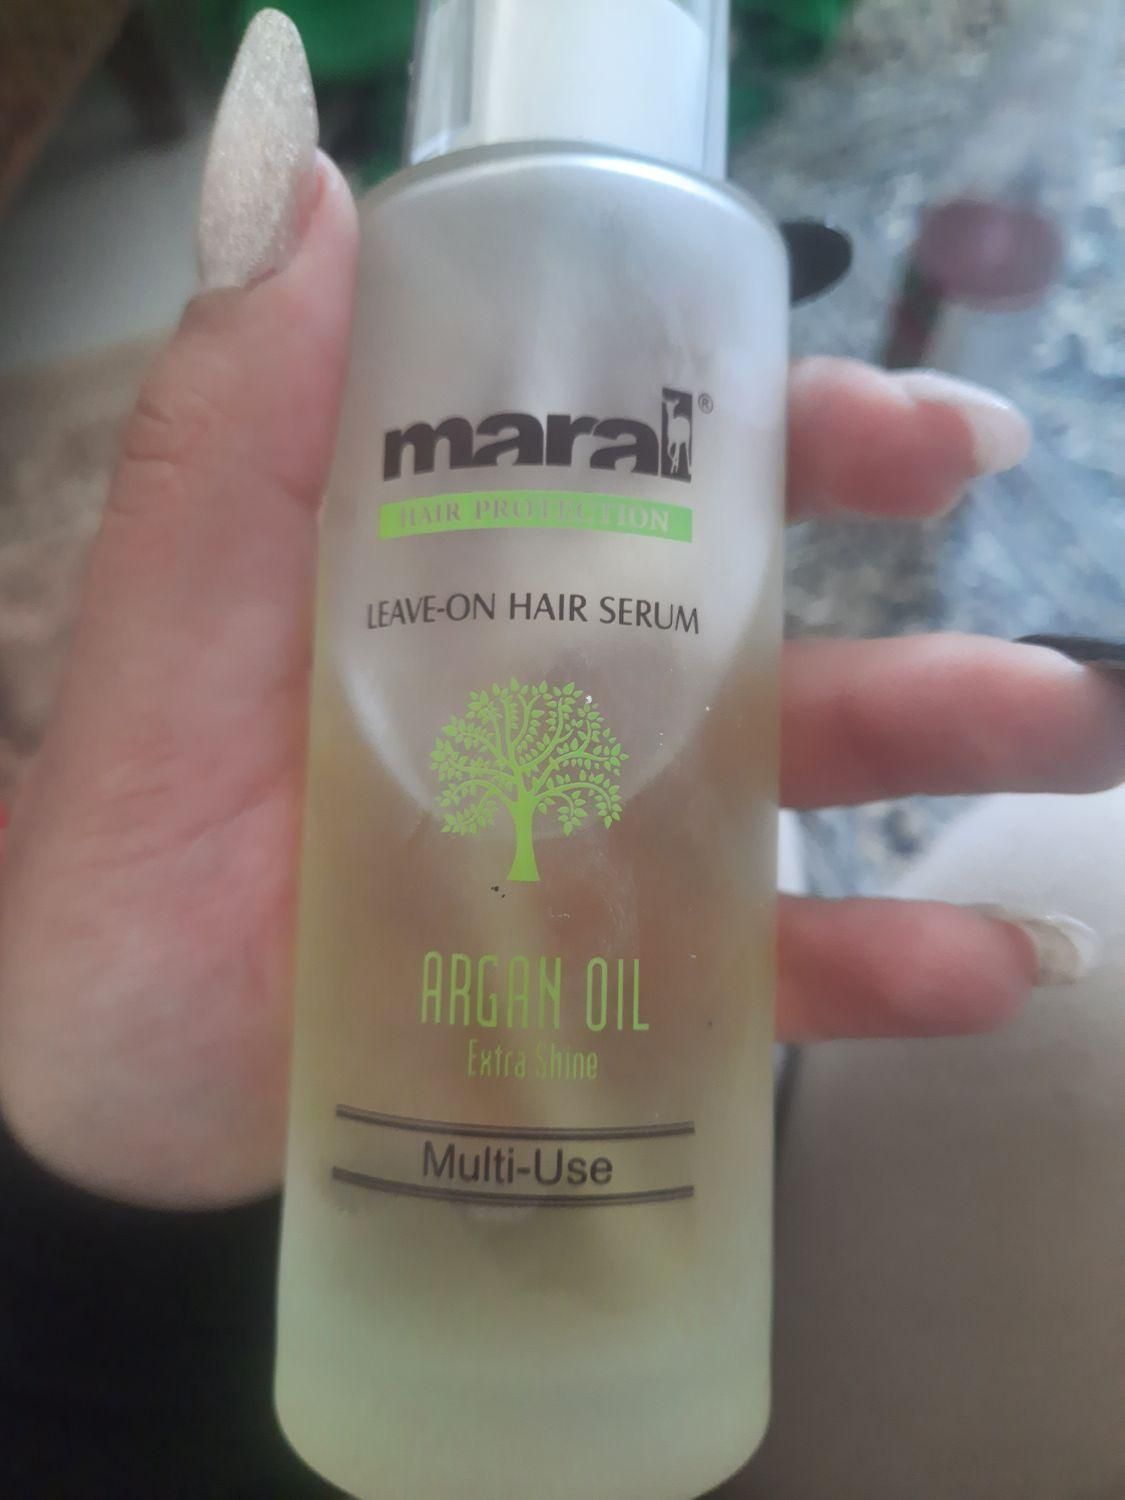 maral®
HAIR PROTECTION
LEAVE-ON HAIR SERUM
ARGAN OIL
Extra Shine
Multi-Use